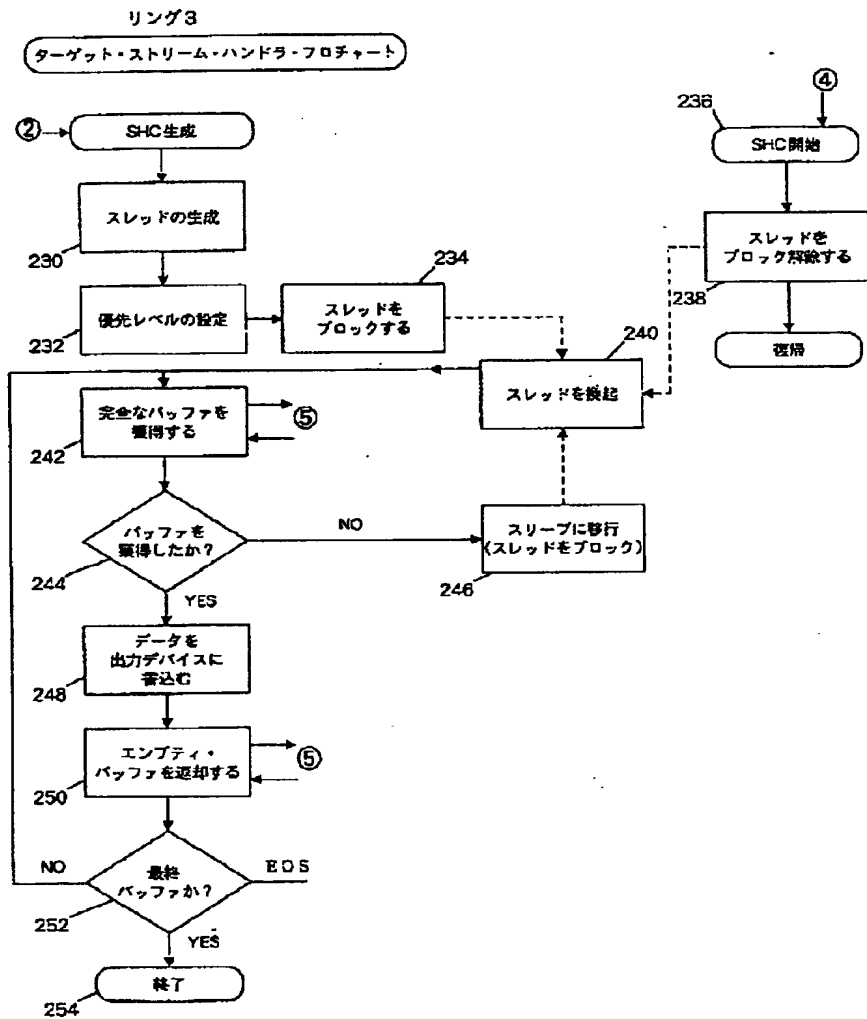 リング3
ターゲット・ストリーム・ハンドラ・フロチャート
②
SHC生成
④
236
SHC開始
スレッドの生成
230
スレッドを
ブロック解除する
238
234
優先レベルの設定
232
スレッドを
ブロックする
復帰
240
スレッドを喚起
完全なバッファを
獲得する
242
⑤
バッファを
獲得したか?
244
NO
スリープに移行
(スレッドをブロック)
246
YES
データを
出力デバイスに
書込む
248
エンプティ・
バッファを返却する
250
⑤
NO
最終
バッファか?
EOS
252
YES
終了
254